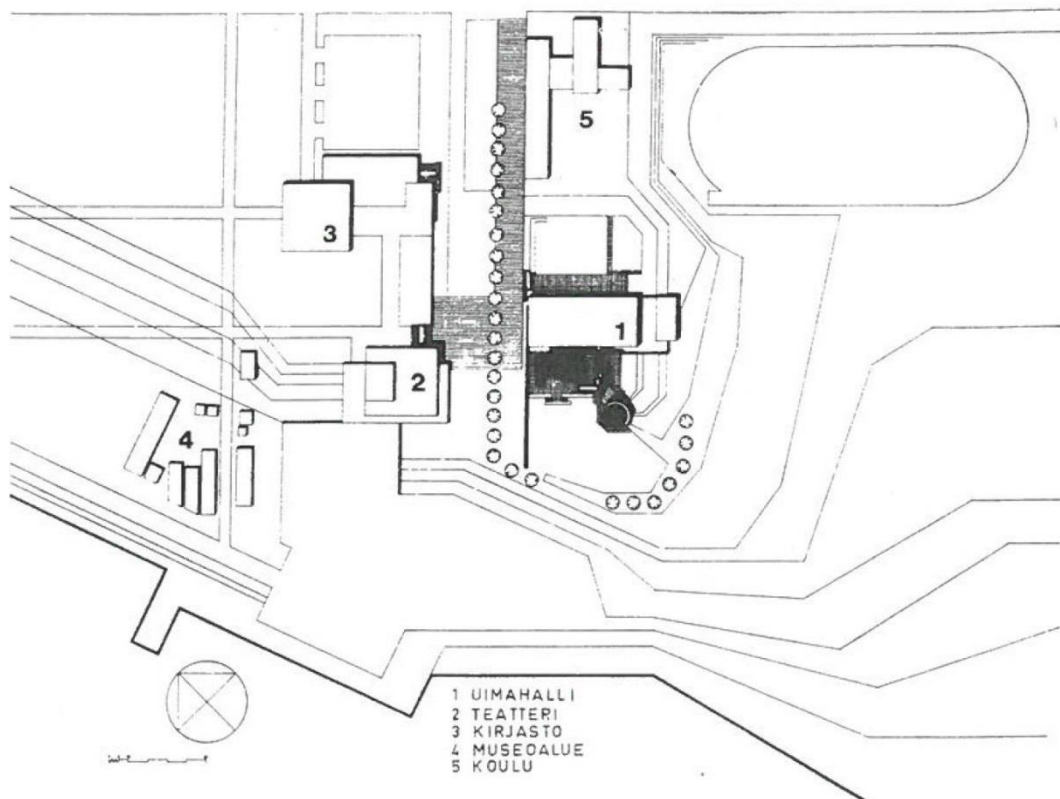 5
3
1
2
4
1 UIMAHALLI
2 TEATTERI
3 KIRJASTO
4 MUSEOALUE
5 KOULU